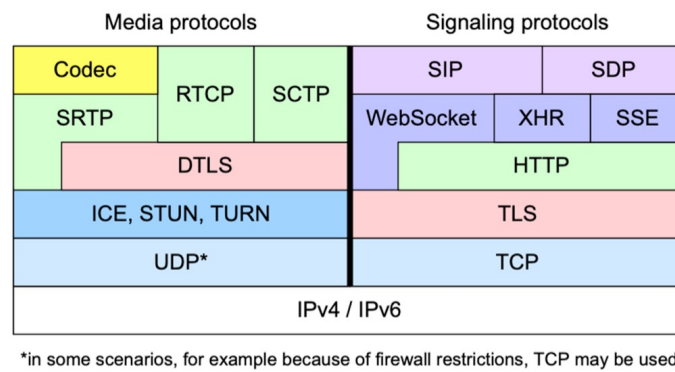 Media protocols
Signaling protocols
Codec
RTCP
SCTP
SIP
SDP
SRTP
WebSocket
XHR
SSE
DTLS
HTTP
ICE, STUN, TURN
TLS
UDP*
TCP
IPv4 / IPv6
*in some scenarios, for example because of firewall restrictions, TCP may be used